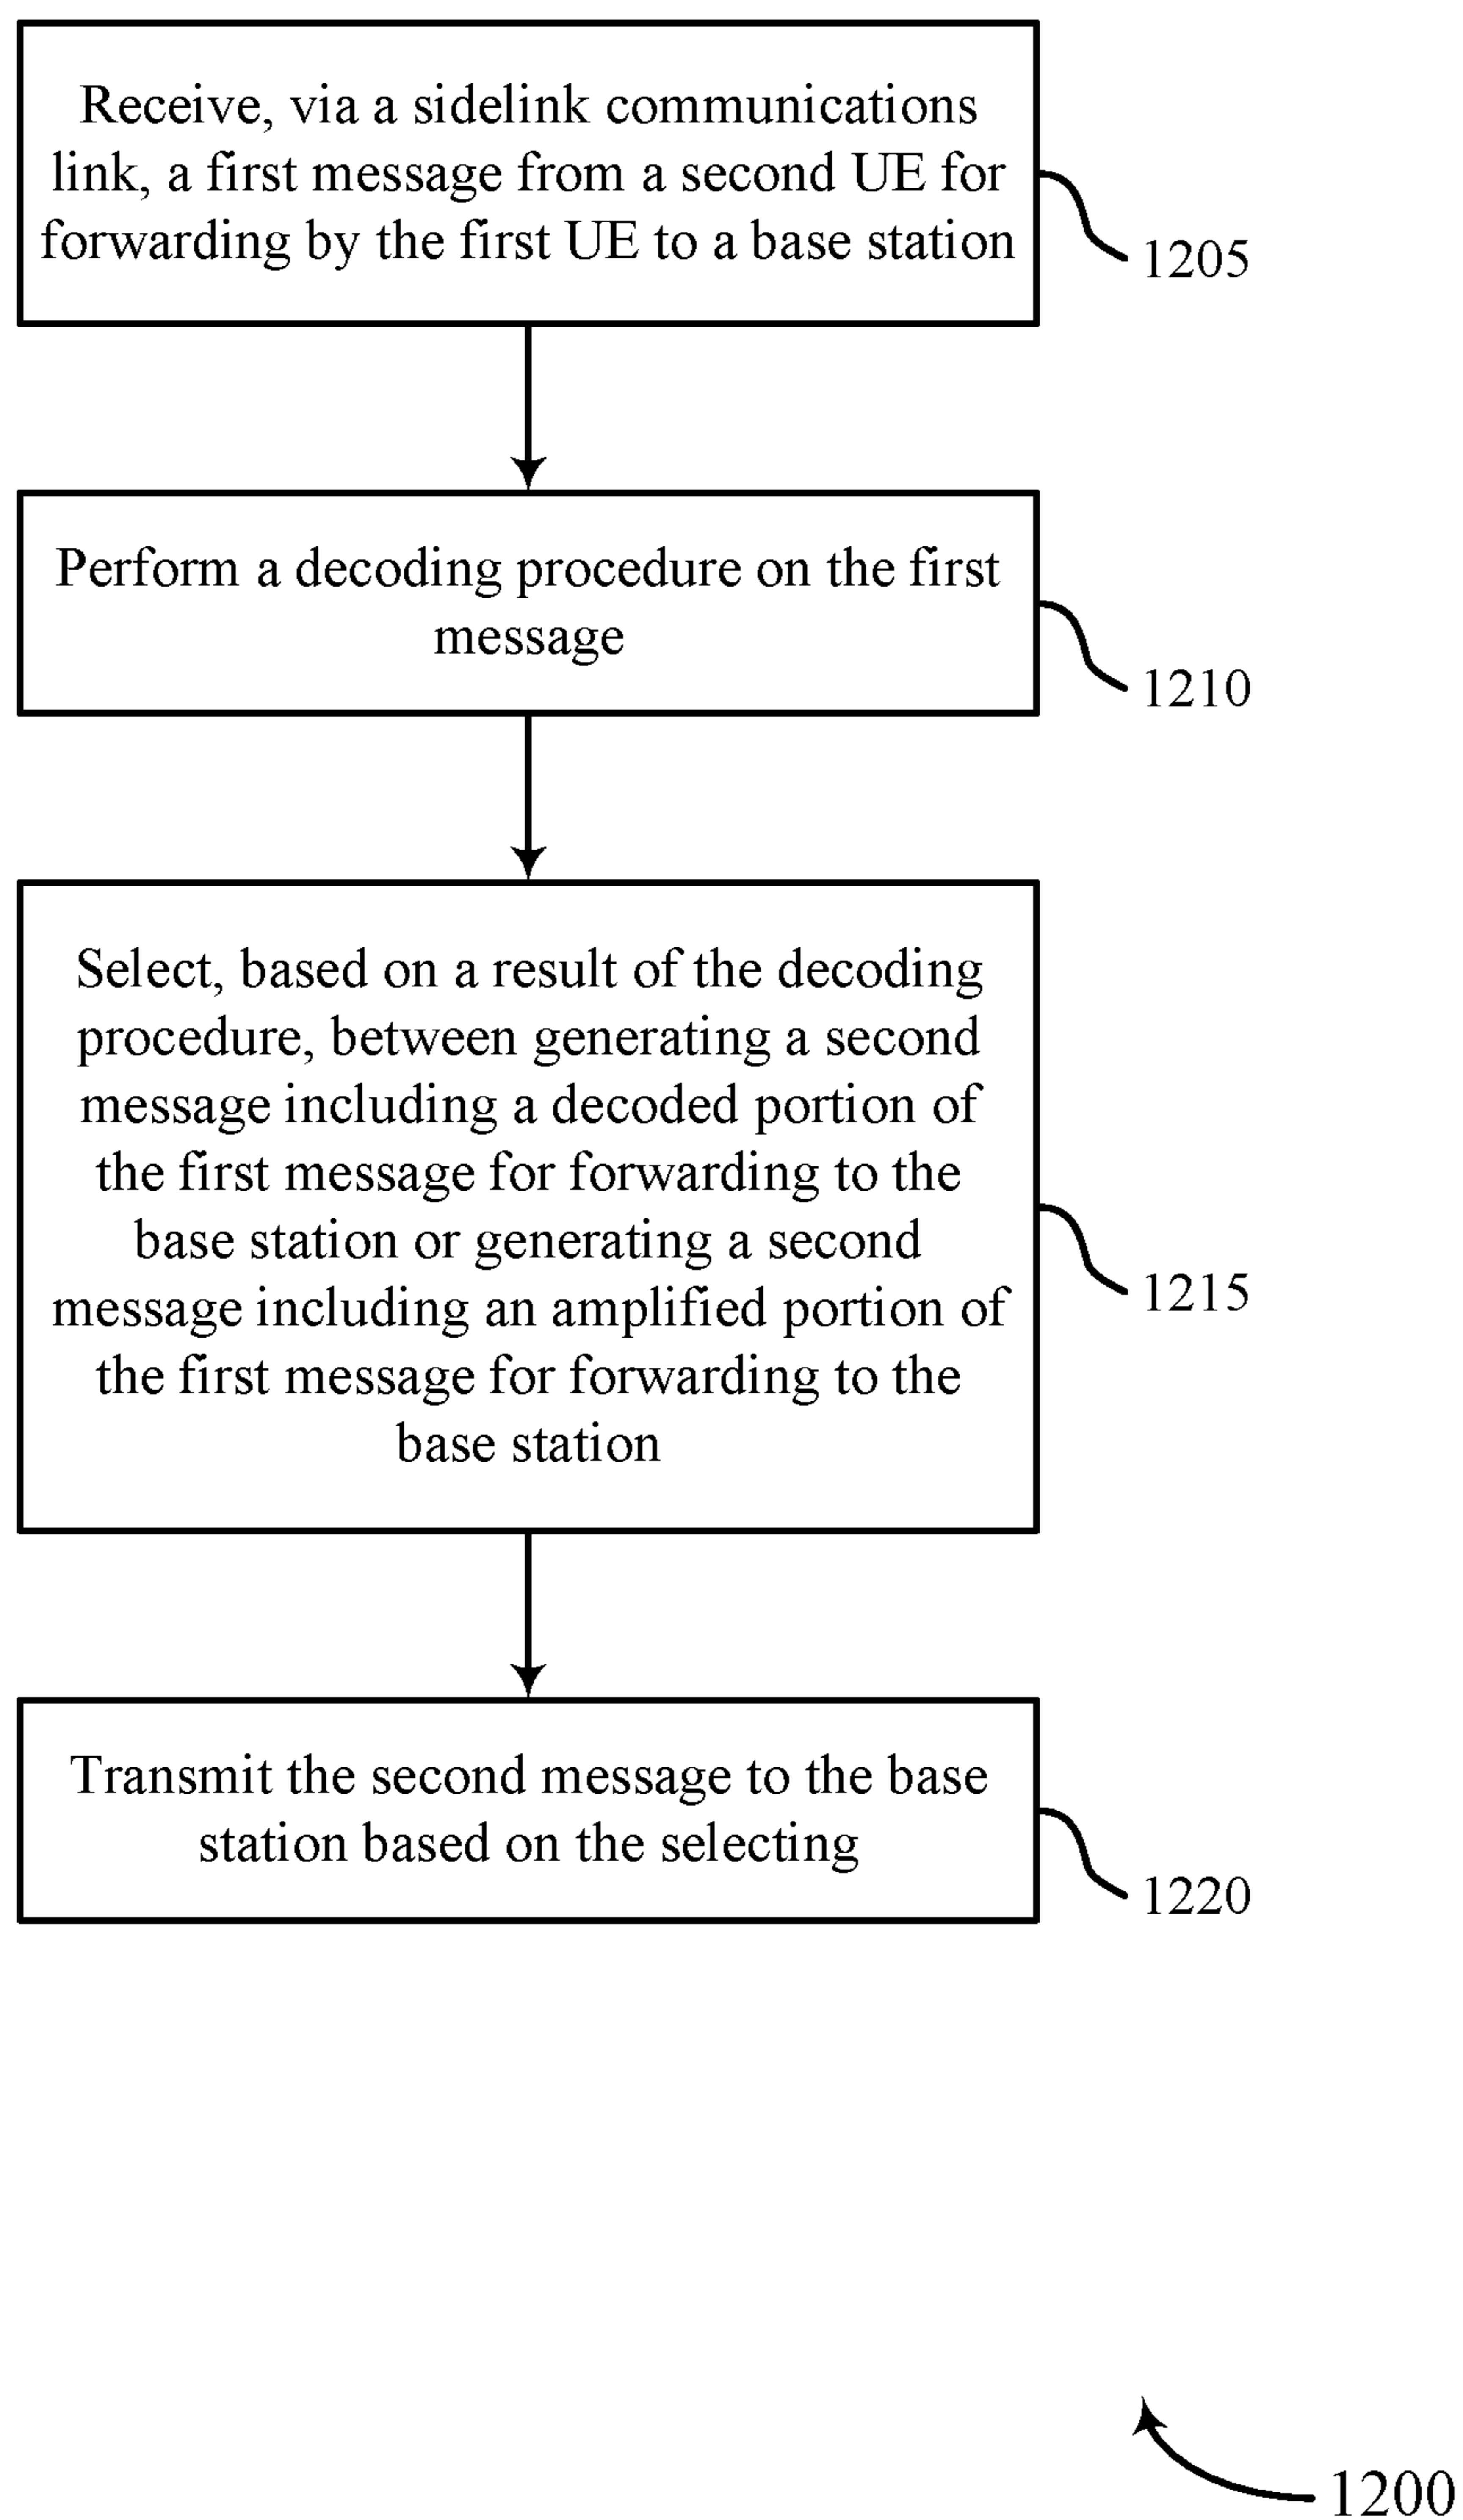 Receive, via a sidelink communications
link, a first message from a second UE for
forwarding by the first UE to a base station
1205
Perform a decoding procedure on the first
message
1210
Select, based on a result of the decoding
procedure, between generating a second
message including a decoded portion of
the first message for forwarding to the
base station or generating a second
message including an amplified portion of
the first message for forwarding to the
base station
1215
Transmit the second message to the base
station based on the selecting
1220
1200